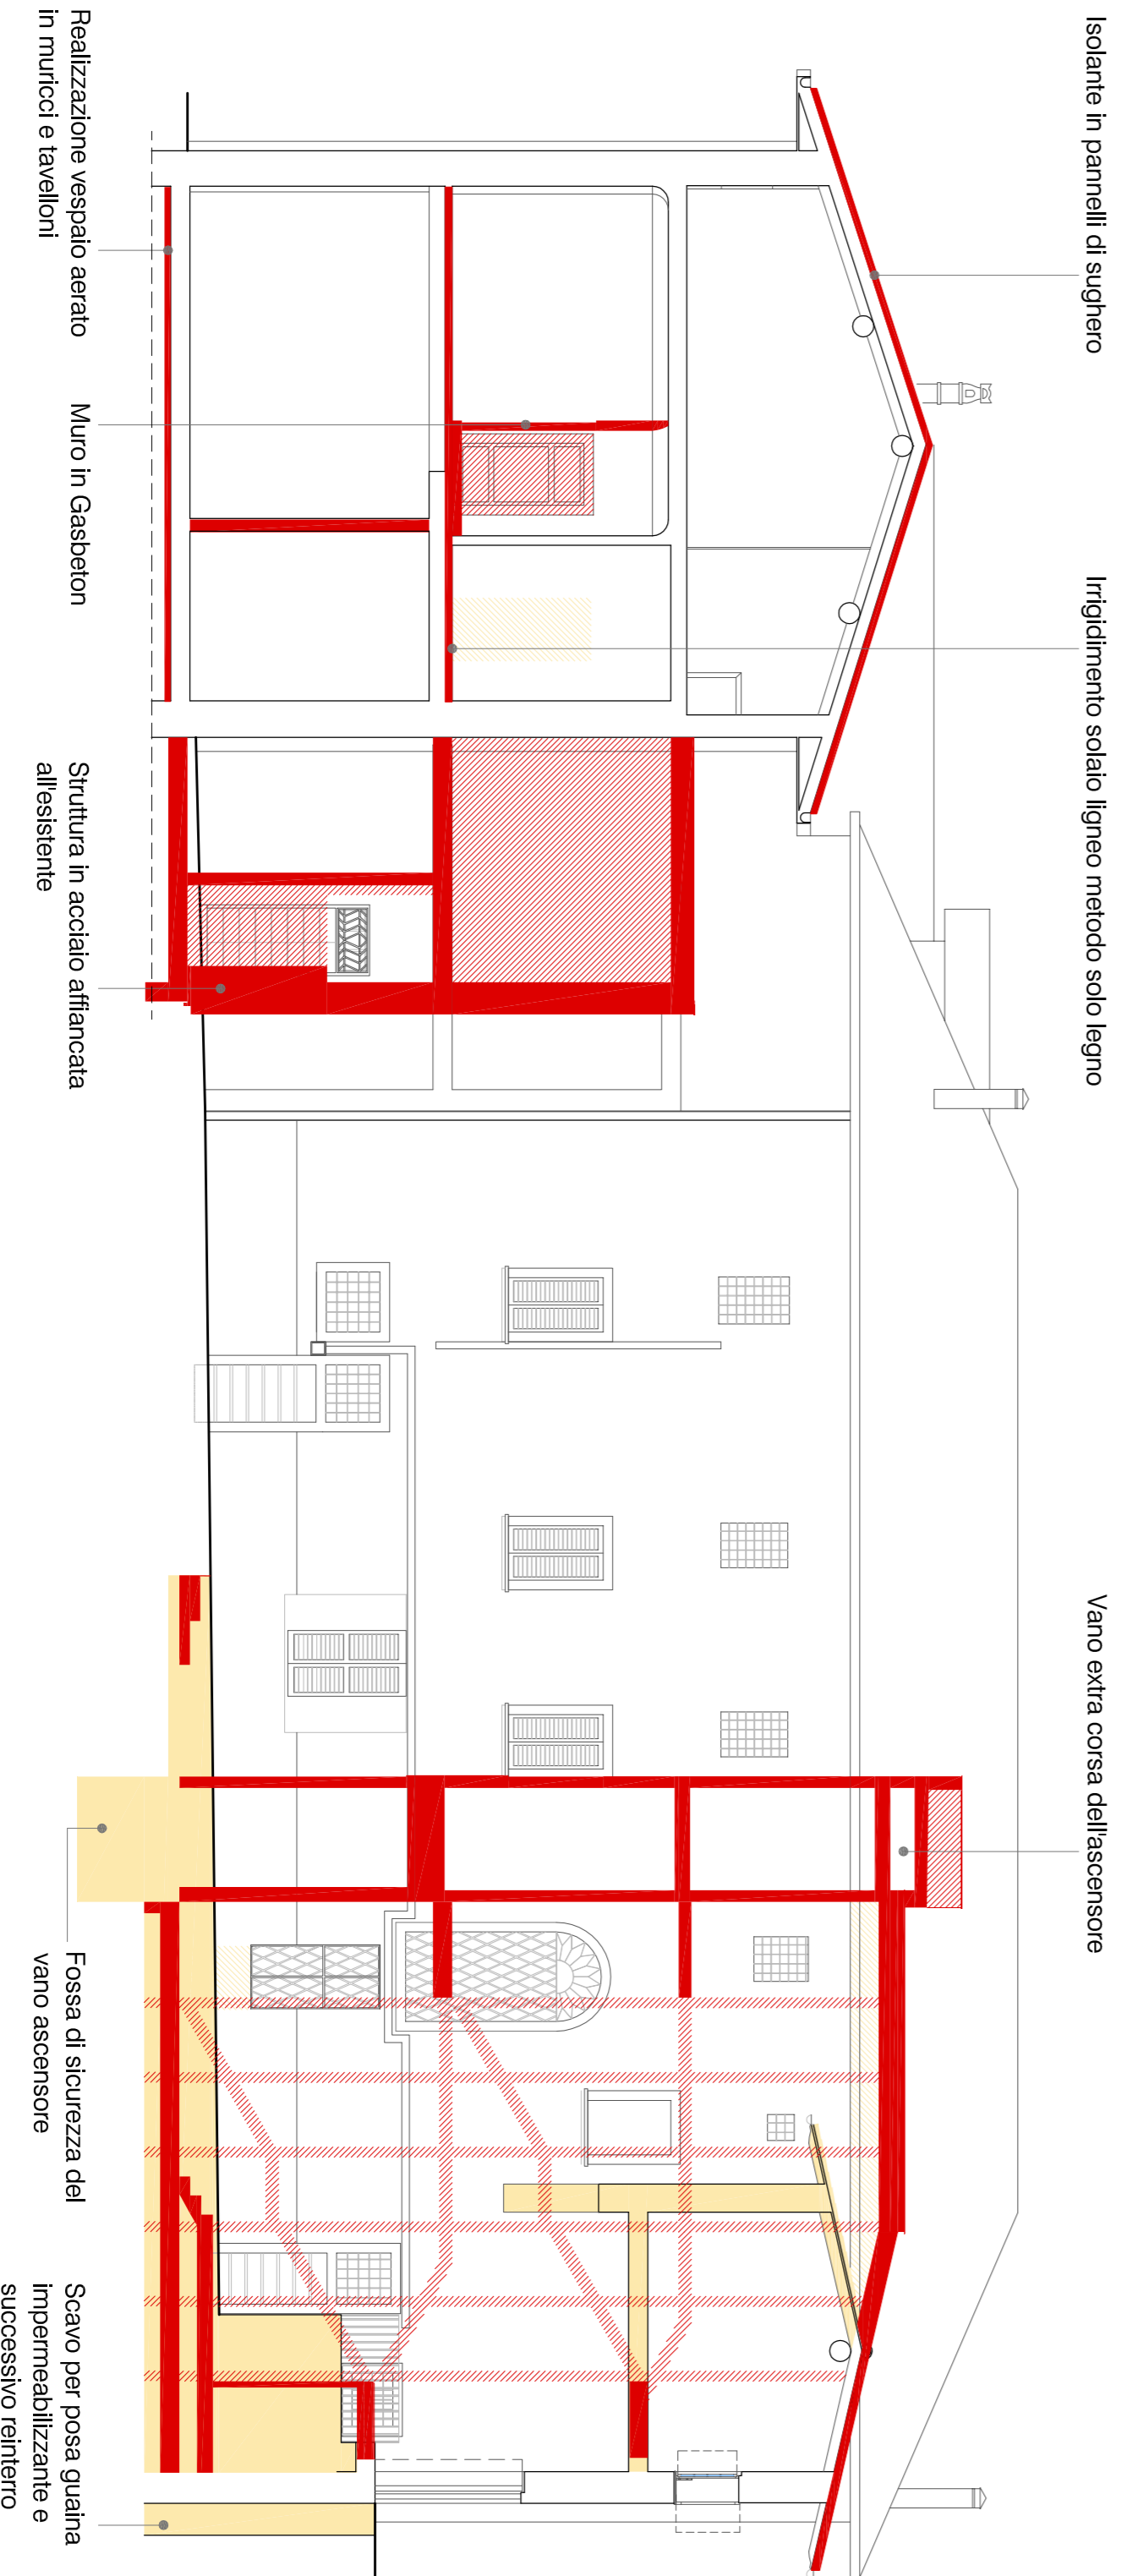 Isolante in pannelli di sughero
Irrigidimento solaio ligneo metodo solo legno
Vano extra corsa dell'ascensore
Realizzazione vespaio aerato
in muricci e tavelloni
Muro in Gasbeton
Struttura in acciaio affiancata
all'esistente
Fossa di sicurezza del
vano ascensore
Scavo per posa guaina
impermeabilizzante e
successivo reinterro